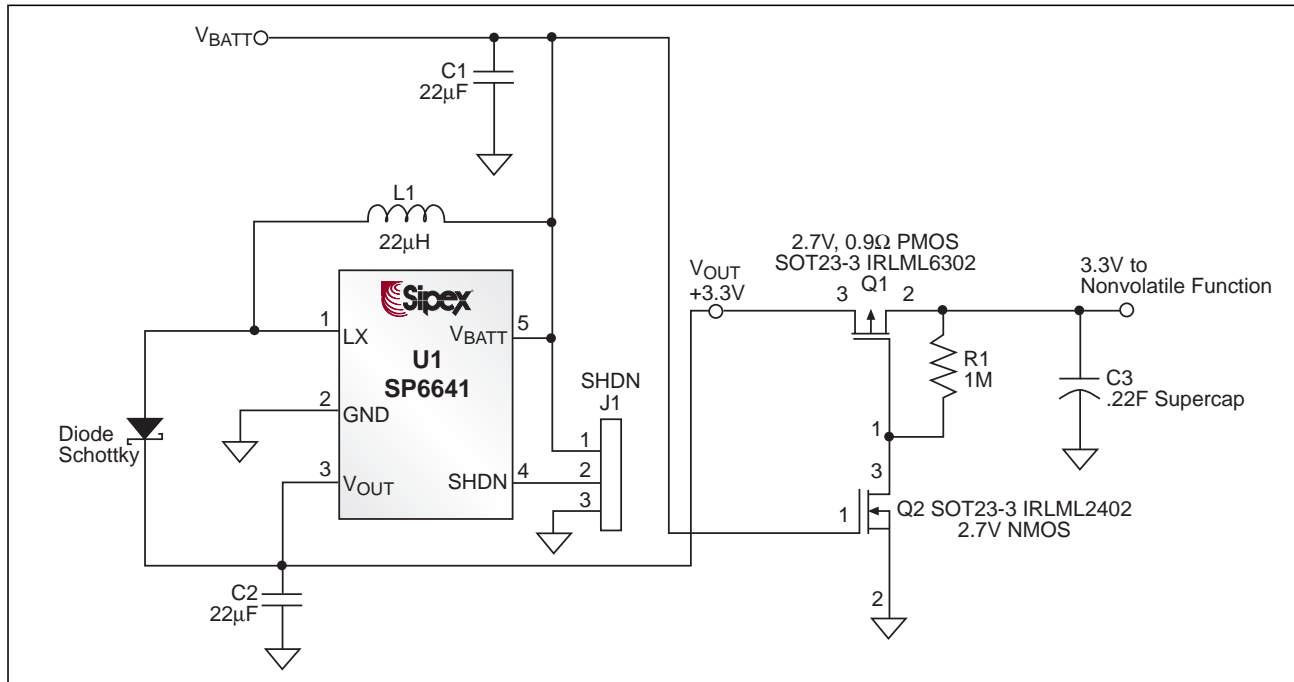 VBATT
C1
22μF
L1
22μH
2.7V, 0.9Ω PMOS
SOT23-3 IRLML6302
Q1
VOUT
+3.3V
3
2
3.3V to
Nonvolatile Function
Sipex
1
LX
VBATT
5
U1
SP6641
R1
1M
SHDN
J1
C3
.22F Supercap
2
GND
Diode
Schottky
1
1
3
3
VOUT
SHDN
4
2
3
1
Q2 SOT23-3 IRLML2402
2.7V NMOS
C2
22μF
2